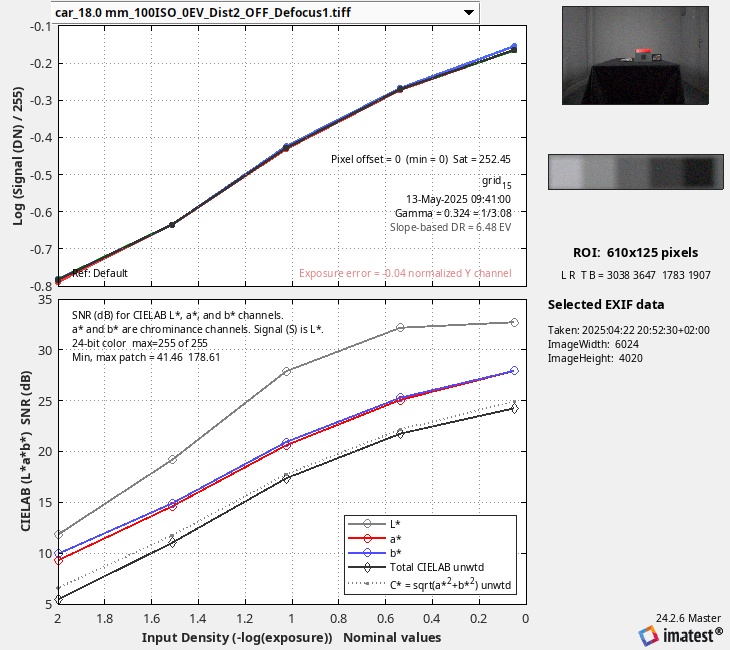 car_18.0 mm_100ISO_0EV_Dist2_OFF_Defocus1.tiff
-0.1
-0.2
-0.3
-0.4
-0.5
-0.6
-0.7
-0.8
Log (Signal (DN) / 255)
Pixel offset = 0 (min = 0) Sat = 252.45
grid15
13-May-2025 09:41:00
Gamma = 0.324 = 1/3.08
Slope-based DR = 6.48 EV
Ref: Default
Exposure error = -0.04 normalized Y channel
ROI: 610x125 pixels
L R T B = 3038 3647 1783 1907
Selected EXIF data
Taken: 2025:04:22 20:52:30+02:00
ImageWidth: 6024
ImageHeight: 4020
35
30
25
20
15
10
5
CIELAB (L*a*b*) SNR (dB)
SNR (dB) for CIELAB L*, a*, and b* channels.
a* and b* are chrominance channels. Signal (S) is L*.
24-bit color max=255 of 255
Min, max patch = 41.46 178.61
L*
a*
b*
Total CIELAB unwtd
C* = sqrt(a*2+b*2) unwtd
2 1.8 1.6 1.4 1.2 1 0.8 0.6 0.4 0.2 0
Input Density (-log(exposure)) Nominal values
24.2.6 Master
imatest®